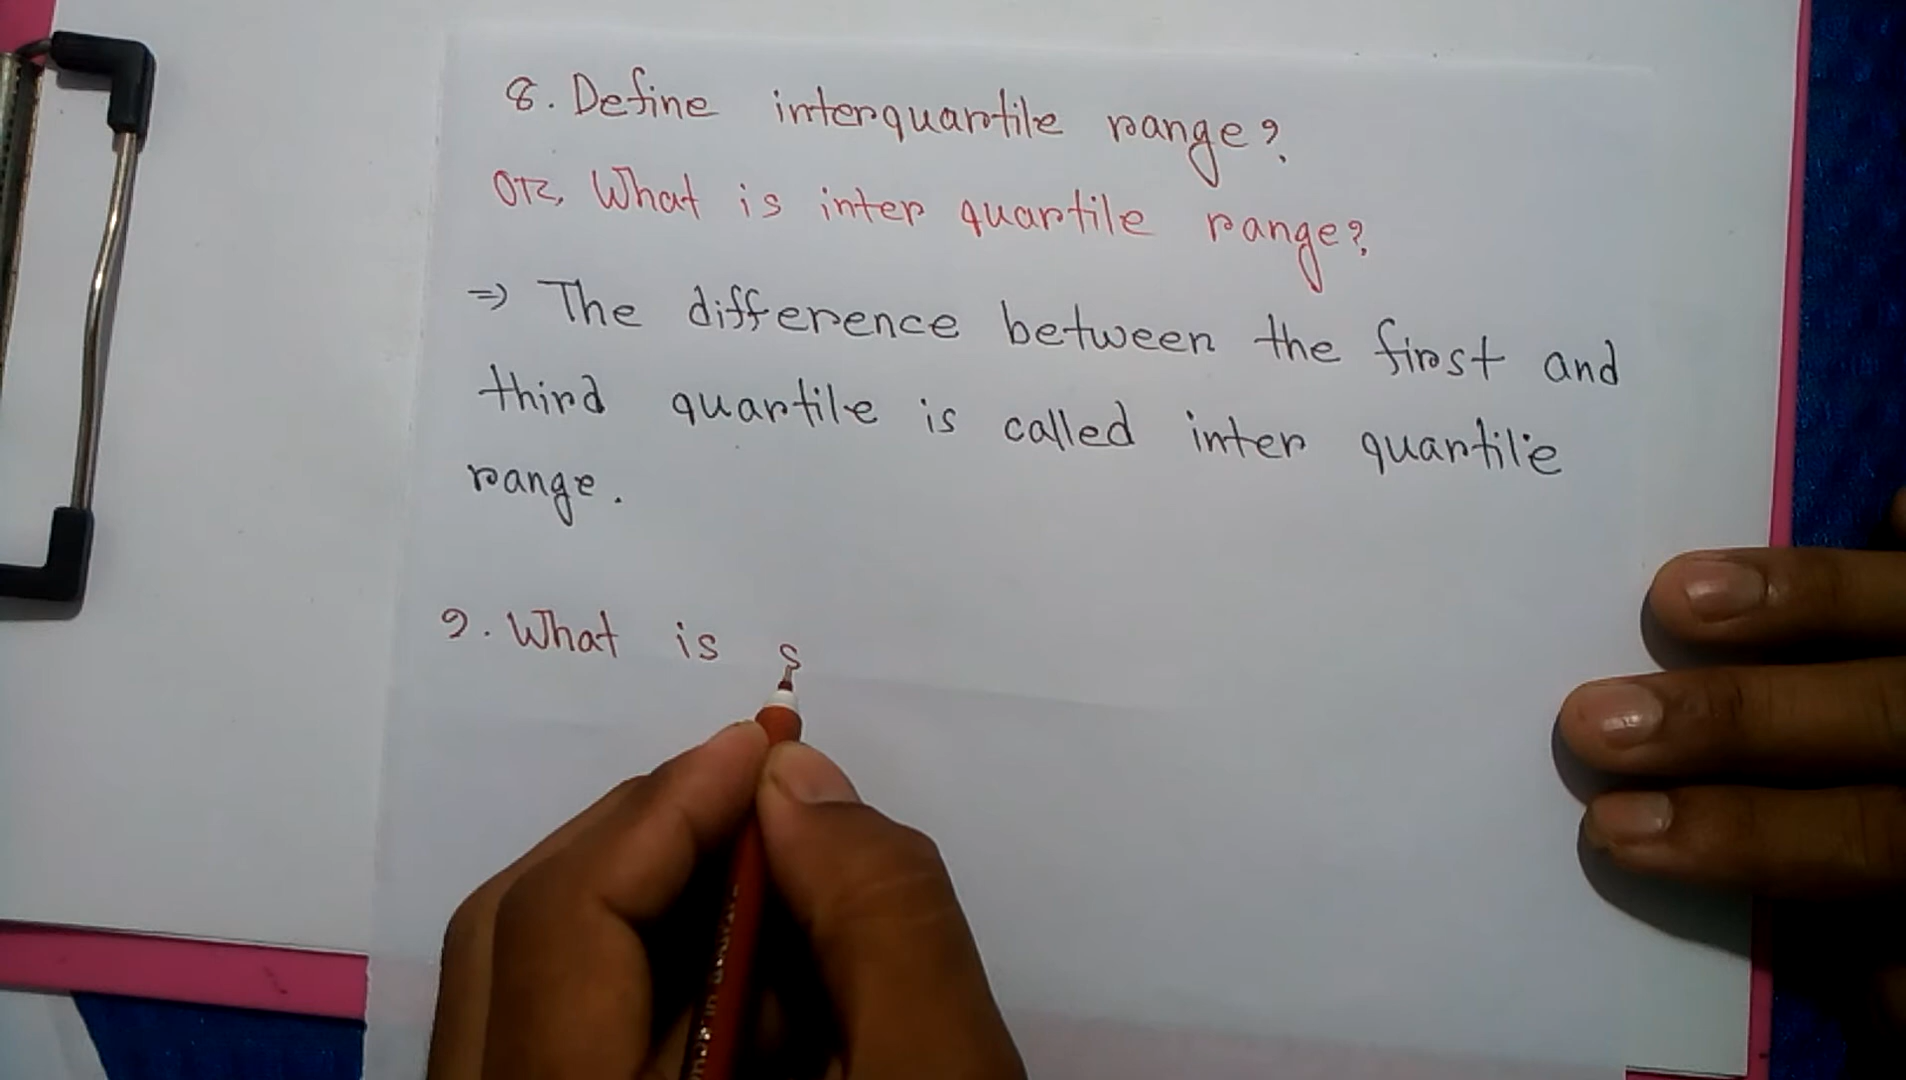 8. Define interquartile range?
OR, What is inter quartile range?
⇒ The difference between the first and
third quartile is called inter quartile
range.
9. What is s